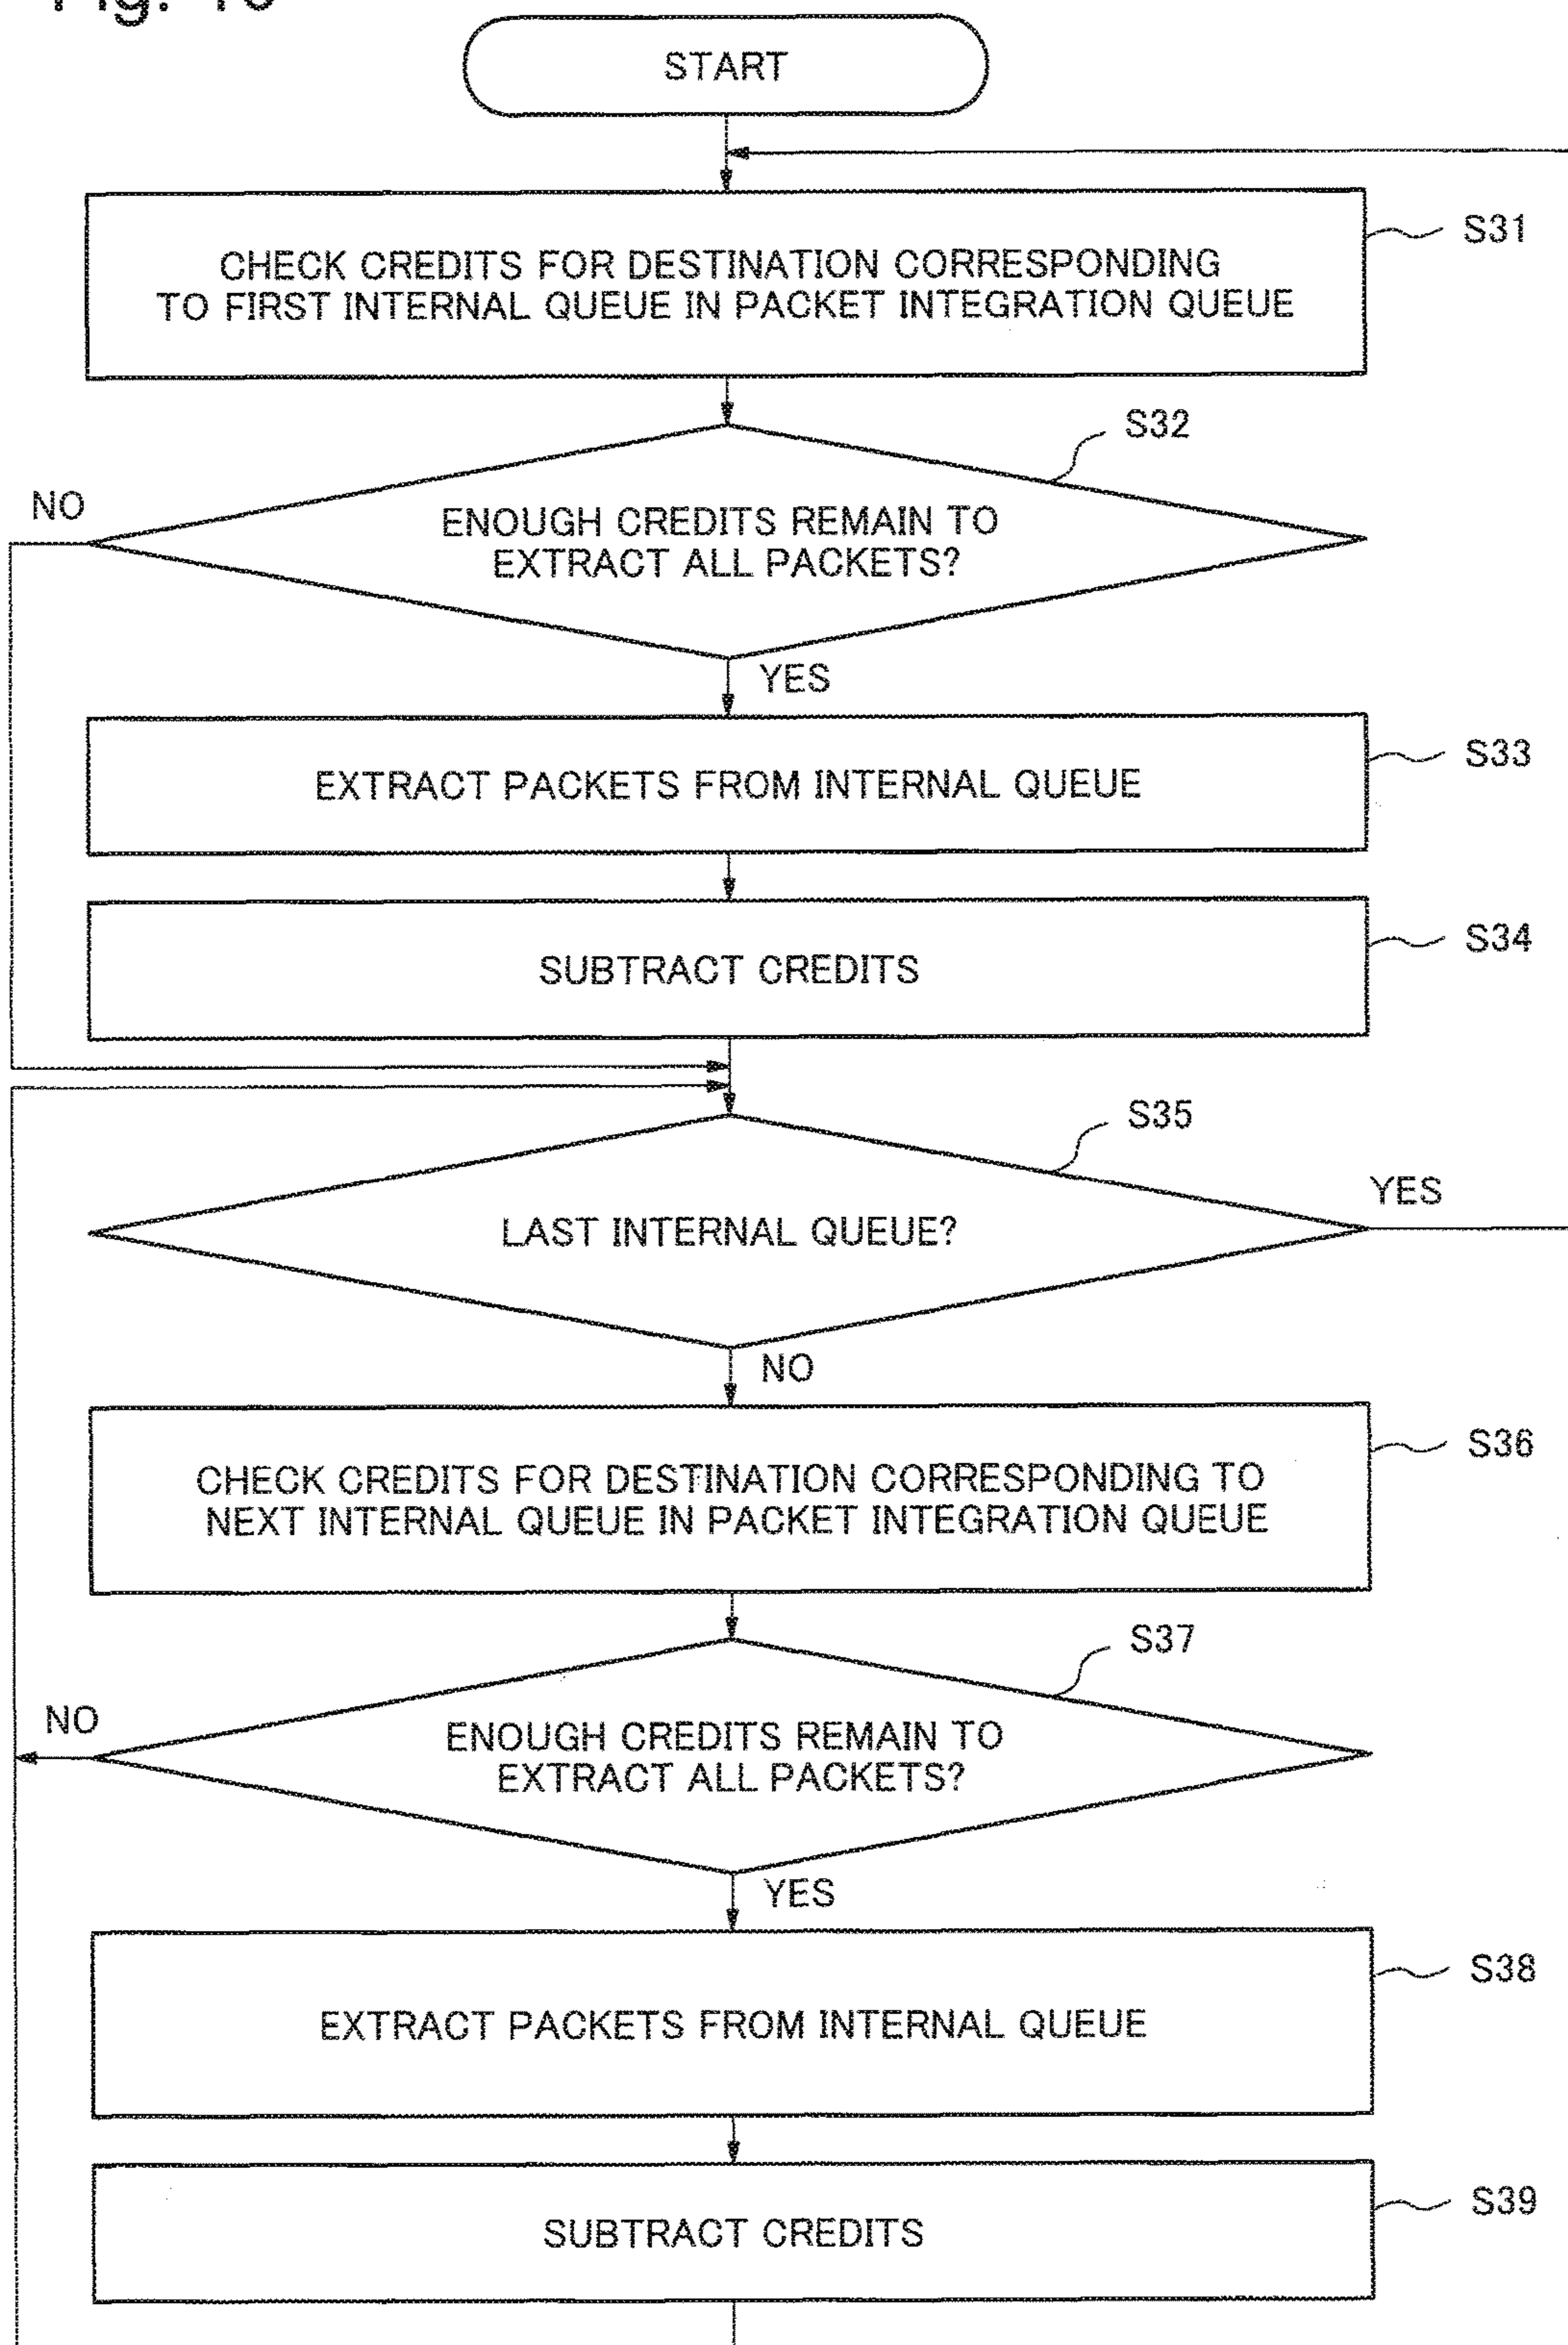 START
CHECK CREDITS FOR DESTINATION CORRESPONDING
TO FIRST INTERNAL QUEUE IN PACKET INTEGRATION QUEUE
S31
S32
NO
ENOUGH CREDITS REMAIN TO
EXTRACT ALL PACKETS?
YES
EXTRACT PACKETS FROM INTERNAL QUEUE
S33
SUBTRACT CREDITS
S34
S35
YES
LAST INTERNAL QUEUE?
NO
CHECK CREDITS FOR DESTINATION CORRESPONDING TO
NEXT INTERNAL QUEUE IN PACKET INTEGRATION QUEUE
S36
S37
NO
ENOUGH CREDITS REMAIN TO
EXTRACT ALL PACKETS?
YES
EXTRACT PACKETS FROM INTERNAL QUEUE
S38
SUBTRACT CREDITS
S39